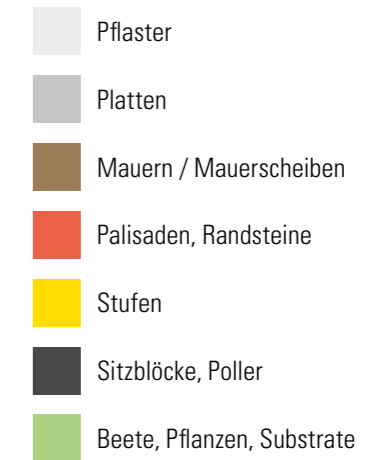 Pflaster
Platten
Mauern / Mauerscheiben
Palisaden, Randsteine
Stufen
Sitzblöcke, Poller
Beete, Pflanzen, Substrate